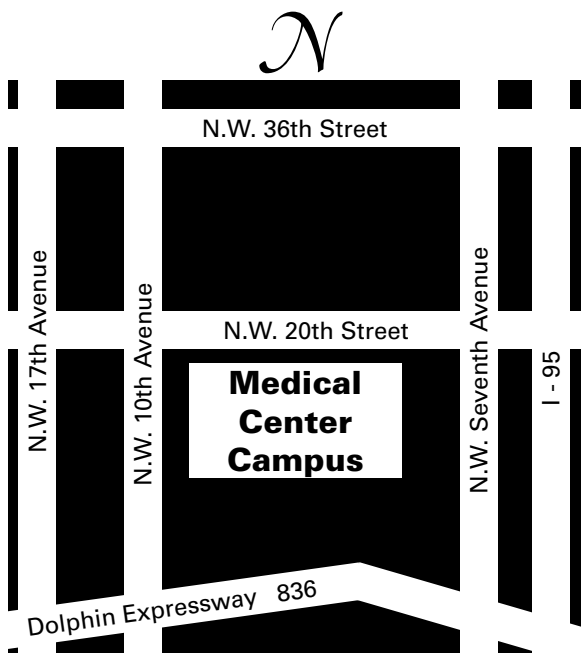 N
N.W. 36th Street
N.W. 20th Street
N.W. 17th Avenue
N.W. 10th Avenue
N.W. Seventh Avenue
I - 95
Medical
Center
Campus
Dolphin Expressway 836